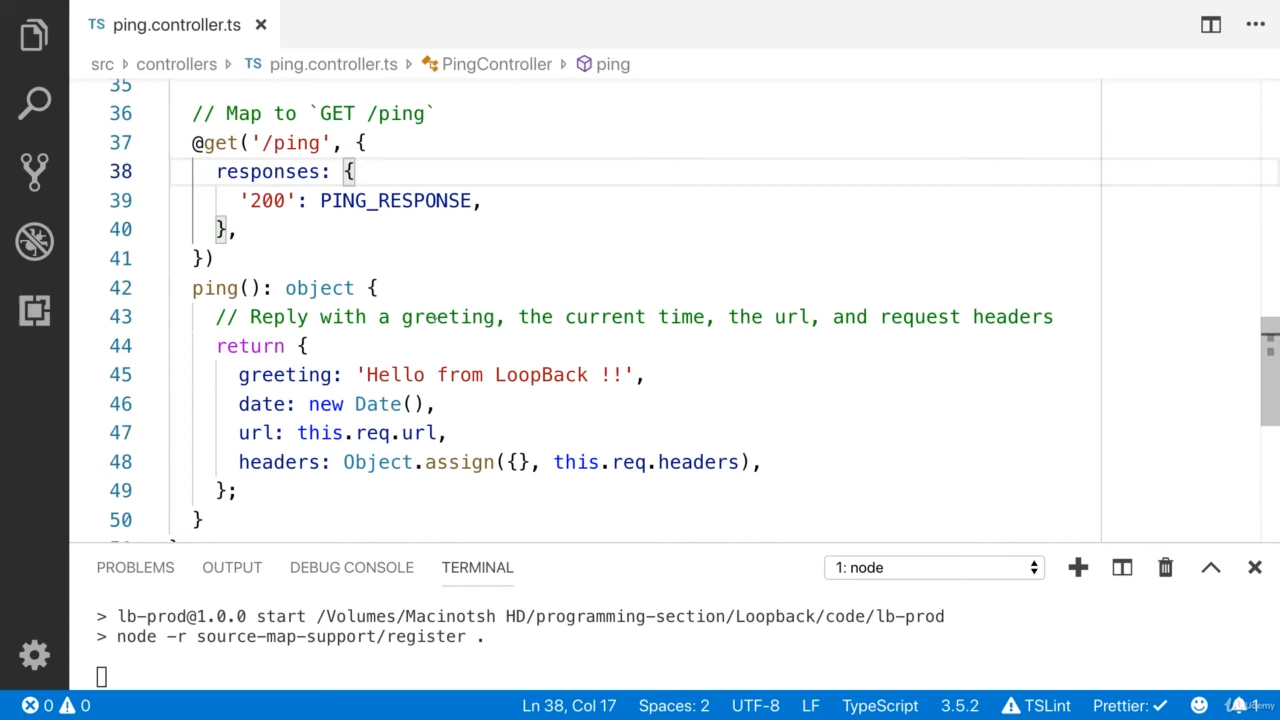 TS ping.controller.ts
src controllers TS ping.controller.ts PingController ping
35
36 // Map to `GET /ping`
37 @get('/ping', {
38 responses: {
39 '200': PING_RESPONSE,
40 },
41 })
42 ping(): object {
43 // Reply with a greeting, the current time, the url, and request headers
44 return {
45 greeting: 'Hello from LoopBack !!',
46 date: new Date(),
47 url: this.req.url,
48 headers: Object.assign({}, this.req.headers),
49 };
50 }
PROBLEMS OUTPUT DEBUG CONSOLE TERMINAL 1: node
> lb-prod@1.0.0 start /Volumes/Macinotsh HD/programming-section/Loopback/code/lb-prod
> node -r source-map-support/register .
0 0 Ln 38, Col 17 Spaces: 2 UTF-8 LF TypeScript 3.5.2 TSLint Prettier: 1 Udemy